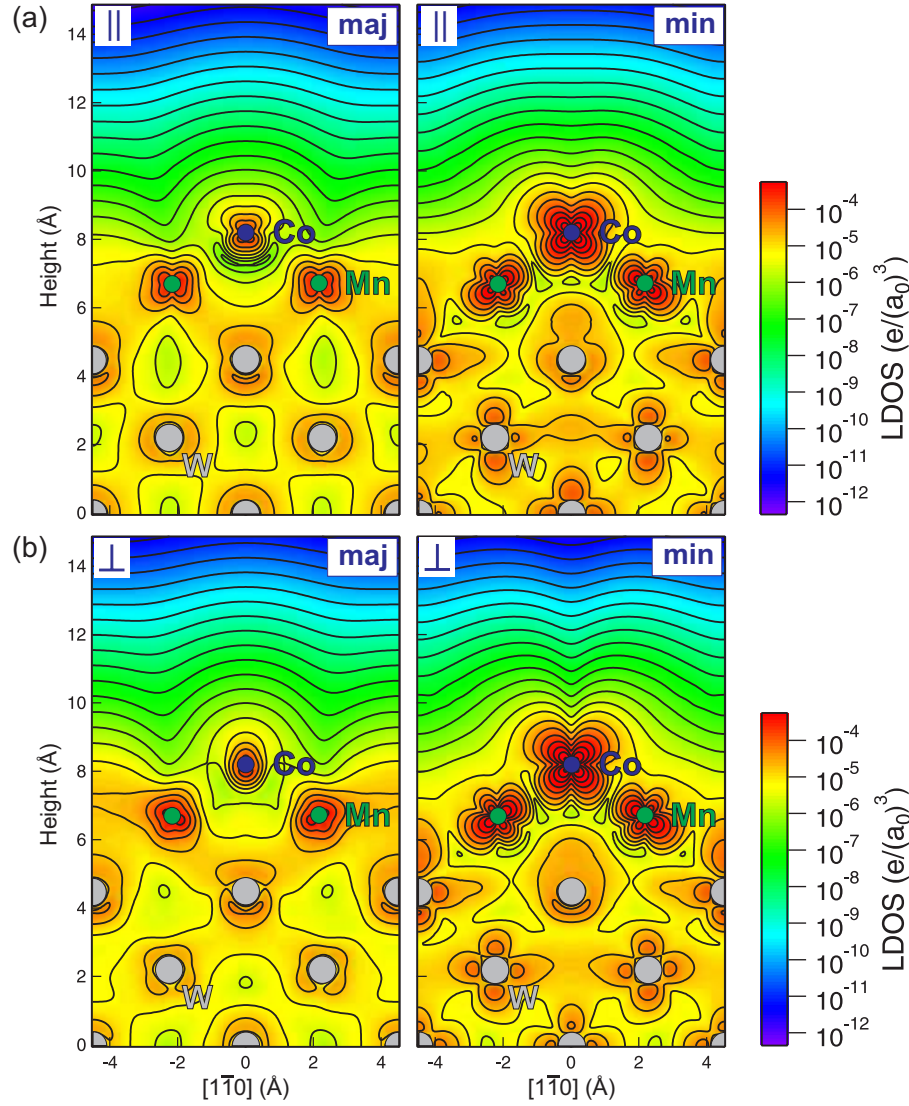 (a)
|| maj
|| min
Height (Å)
14
12
10
8
6
4
2
0
Co
Mn
W
Co
Mn
W
10⁻⁴
10⁻⁵
10⁻⁶
10⁻⁷
10⁻⁸
10⁻⁹
10⁻¹⁰
10⁻¹¹
10⁻¹²
LDOS (e/(a₀)³)
(b)
⊥ maj
⊥ min
Height (Å)
14
12
10
8
6
4
2
0
Co
Mn
W
Co
Mn
W
10⁻⁴
10⁻⁵
10⁻⁶
10⁻⁷
10⁻⁸
10⁻⁹
10⁻¹⁰
10⁻¹¹
10⁻¹²
LDOS (e/(a₀)³)
-4 -2 0 2 4
-4 -2 0 2 4
[11̅0] (Å)
[11̅0] (Å)